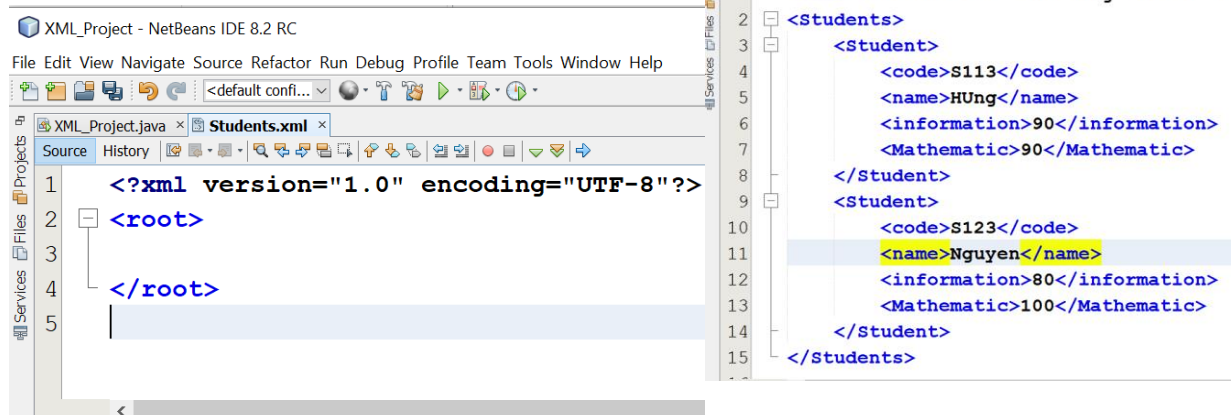 XML_Project - NetBeans IDE 8.2 RC
File Edit View Navigate Source Refactor Run Debug Profile Team Tools Window Help
<default confi...
XML_Project.java × Students.xml ×
Source History
Projects
Files
Services
1 <?xml version="1.0" encoding="UTF-8"?>
2 <root>
3
4 </root>
5
Files
Services
2 <Students>
3 <Student>
4 <code>S113</code>
5 <name>HUng</name>
6 <information>90</information>
7 <Mathematic>90</Mathematic>
8 </Student>
9 <Student>
10 <code>S123</code>
11 <name>Nguyen</name>
12 <information>80</information>
13 <Mathematic>100</Mathematic>
14 </Student>
15 </Students>